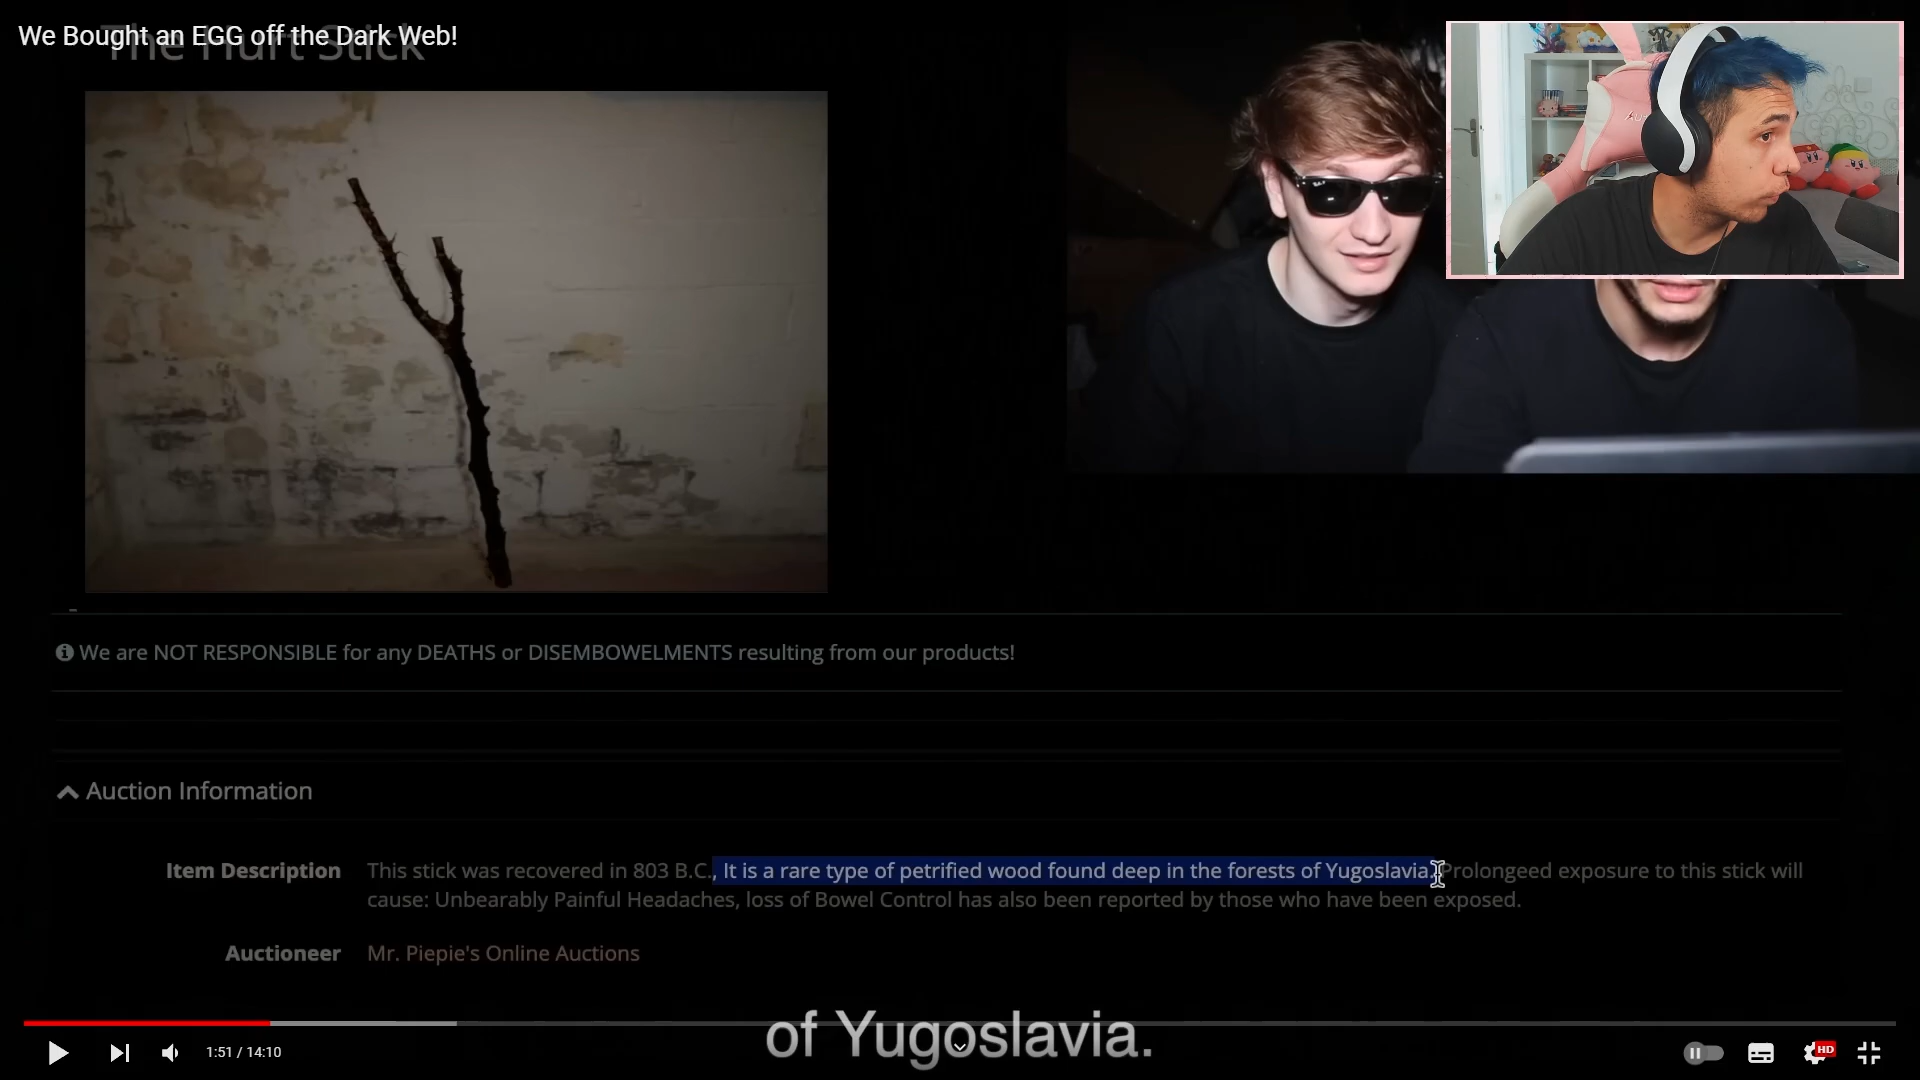 We Bought an EGG off the Dark Web!
The Hurt Stick
We are NOT RESPONSIBLE for any DEATHS or DISEMBOWELMENTS resulting from our products!
Auction Information
Item Description
This stick was recovered in 803 B.C., It is a rare type of petrified wood found deep in the forests of Yugoslavia. Prolongeed exposure to this stick will
cause: Unbearably Painful Headaches, loss of Bowel Control has also been reported by those who have been exposed.
Auctioneer
Mr. Piepie's Online Auctions
of Yugoslavia.
1:51 / 14:10
HD